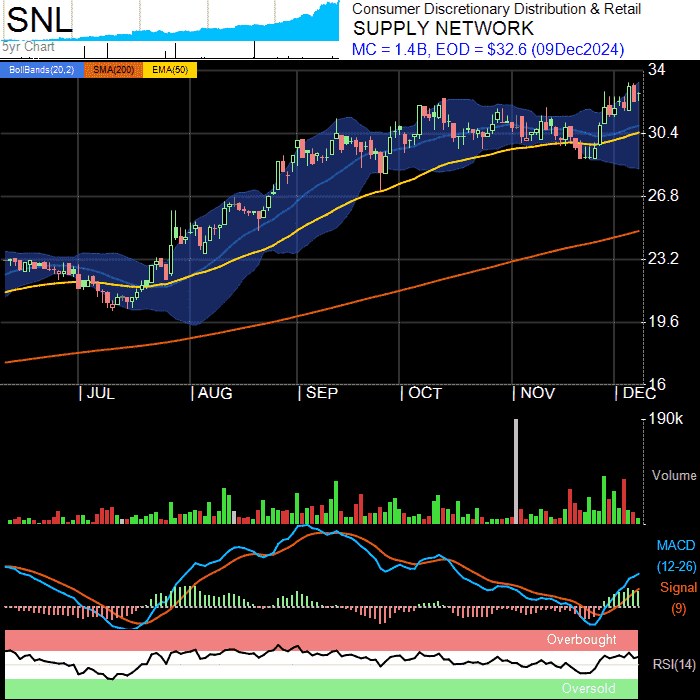 SNL
Consumer Discretionary Distribution & Retail
SUPPLY NETWORK
5yr Chart
MC = 1.4B, EOD = $32.6 (09Dec2024)
BollBands(20,2) SMA(200) EMA(50)
34
30.4
26.8
23.2
19.6
16
JUL AUG SEP OCT NOV DEC
190k
Volume
MACD
(12-26)
Signal
(9)
Overbought
RSI(14)
Oversold